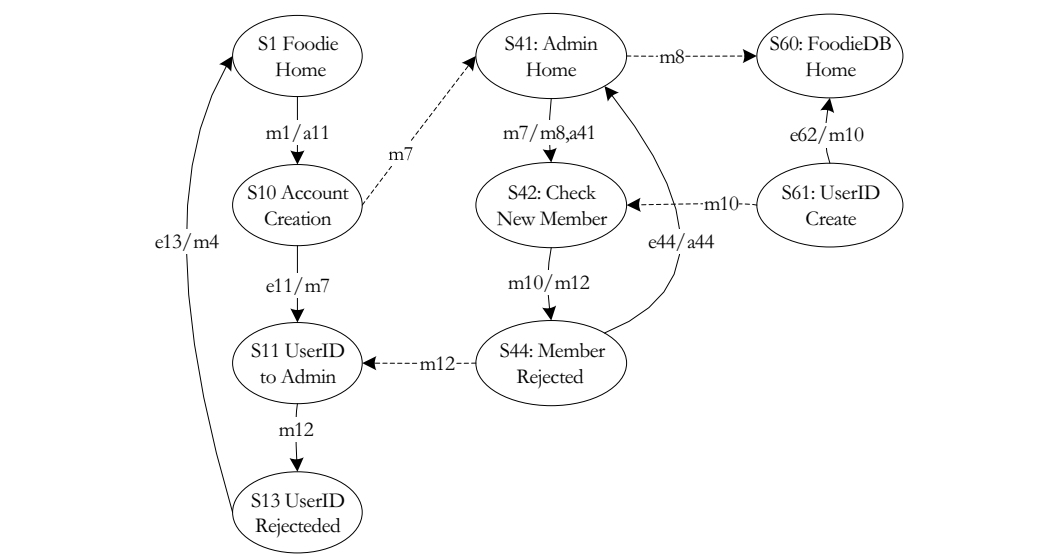 S1 Foodie
Home
S41: Admin
Home
m8
S60: FoodieDB
Home
m1/a11
m7/m8,a41
e62/m10
m7
S10 Account
Creation
S42: Check
New Member
m10
S61: UserID
Create
e13/m4
e44/a44
e11/m7
m10/m12
S11 UserID
to Admin
m12
S44: Member
Rejected
m12
S13 UserID
Rejecteded